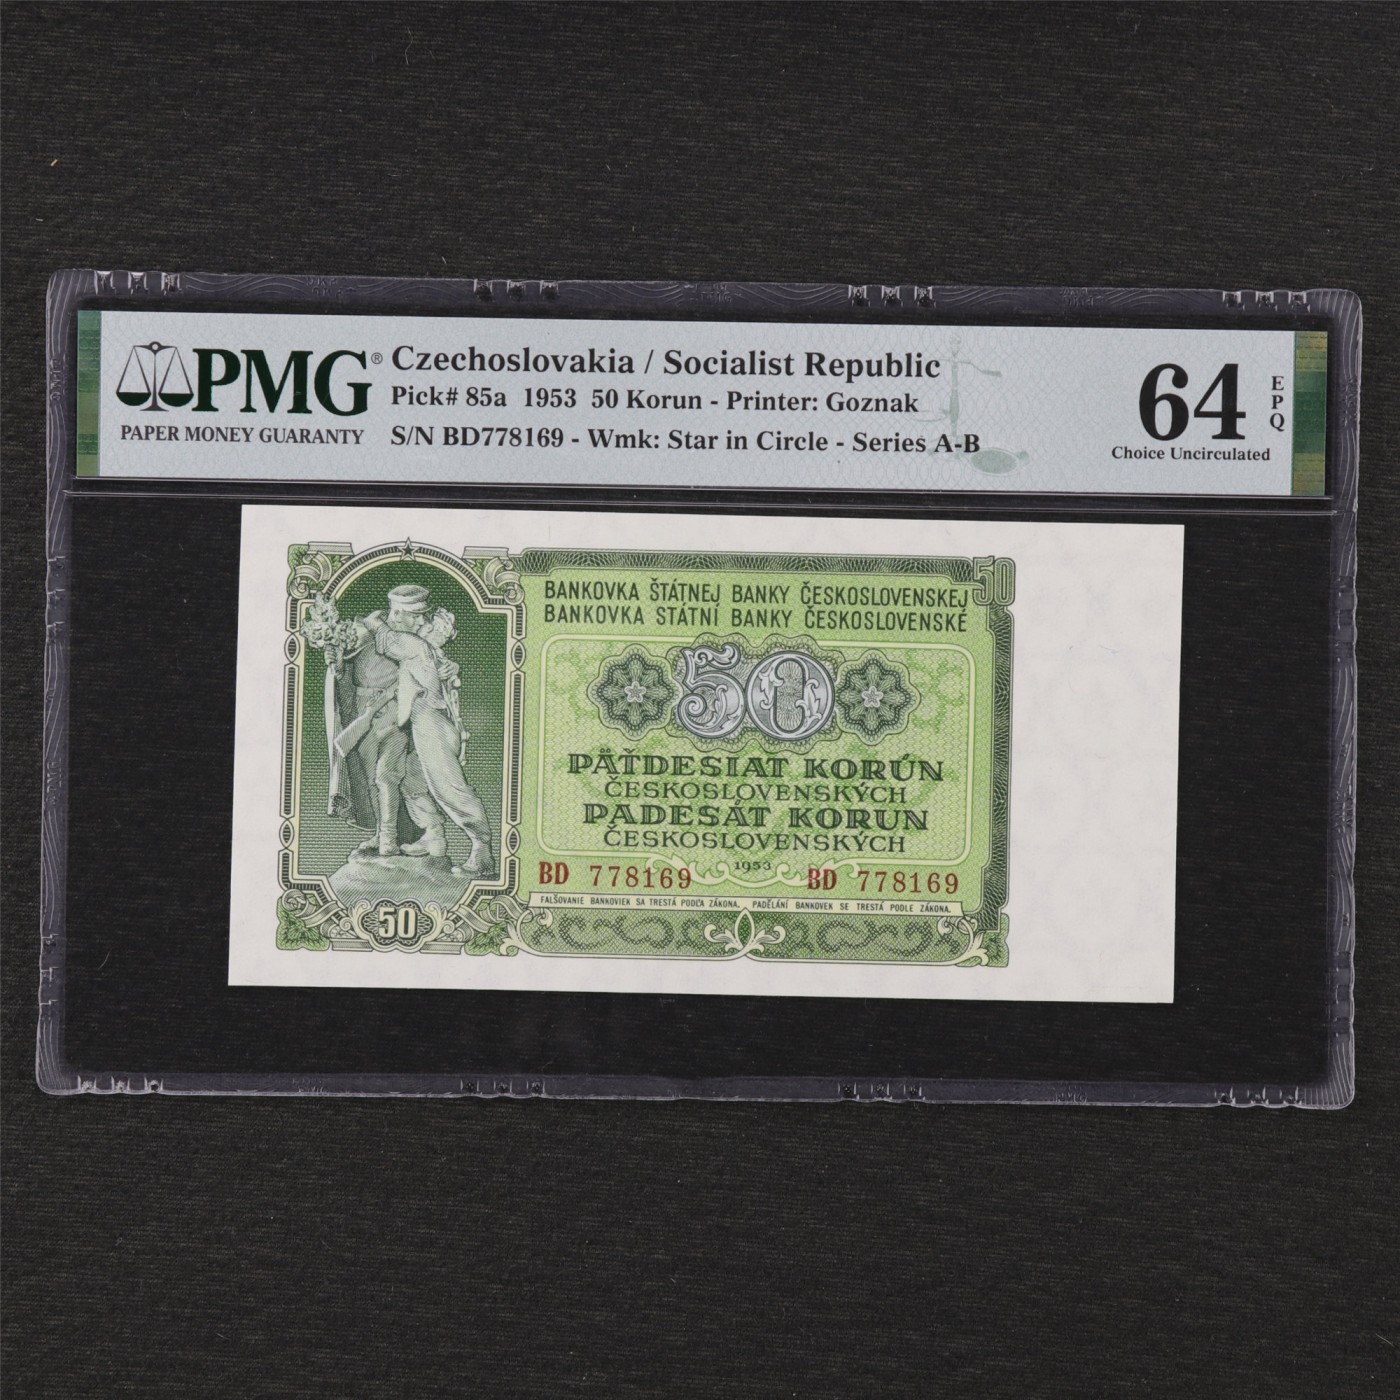 PMG®
PAPER MONEY GUARANTY
Czechoslovakia / Socialist Republic
Pick# 85a 1953 50 Korun - Printer: Goznak
S/N BD778169 - Wmk: Star in Circle - Series A-B
64
EPQ
Choice Uncirculated
50
BANKOVKA ŠTÁTNEJ BANKY ČESKOSLOVENSKEJ
BANKOVKA STÁTNÍ BANKY ČESKOSLOVENSKÉ
50
PÄŤDESIAT KORÚN
ČESKOSLOVENSKÝCH
PADESÁT KORUN
ČESKOSLOVENSKÝCH
1953
BD 778169 BD 778169
FALŠOVANIE BANKOVIEK SA TRESTÁ PODĽA ZÁKONA. PADĚLÁNÍ BANKOVEK SE TRESTÁ PODLE ZÁKONA.
50